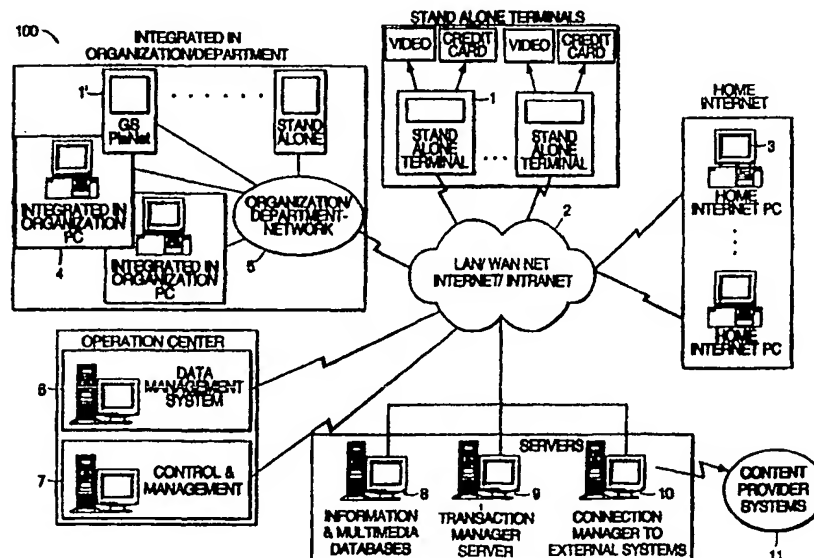 100
INTEGRATED IN
ORGANIZATION/DEPARTMENT
1'
GS
PlaNet
STAND
ALONE
INTEGRATED IN
ORGANIZATION
PC
4
INTEGRATED IN
ORGANIZATION
PC
ORGANIZATION/
DEPARTMENT-
NETWORK
5
STAND ALONE TERMINALS
VIDEO
CREDIT
CARD
VIDEO
CREDIT
CARD
1
STAND
ALONE
TERMINAL
STAND
ALONE
TERMINAL
HOME
INTERNET
3
HOME
INTERNET PC
HOME
INTERNET PC
2
LAN/ WAN NET
INTERNET/ INTRANET
OPERATION CENTER
6
DATA
MANAGEMENT
SYSTEM
7
CONTROL &
MANAGEMENT
SERVERS
8
INFORMATION
& MULTIMEDIA
DATABASES
9
TRANSACTION
MANAGER
SERVER
10
CONNECTION
MANAGER TO
EXTERNAL SYSTEMS
CONTENT
PROVIDER
SYSTEMS
11